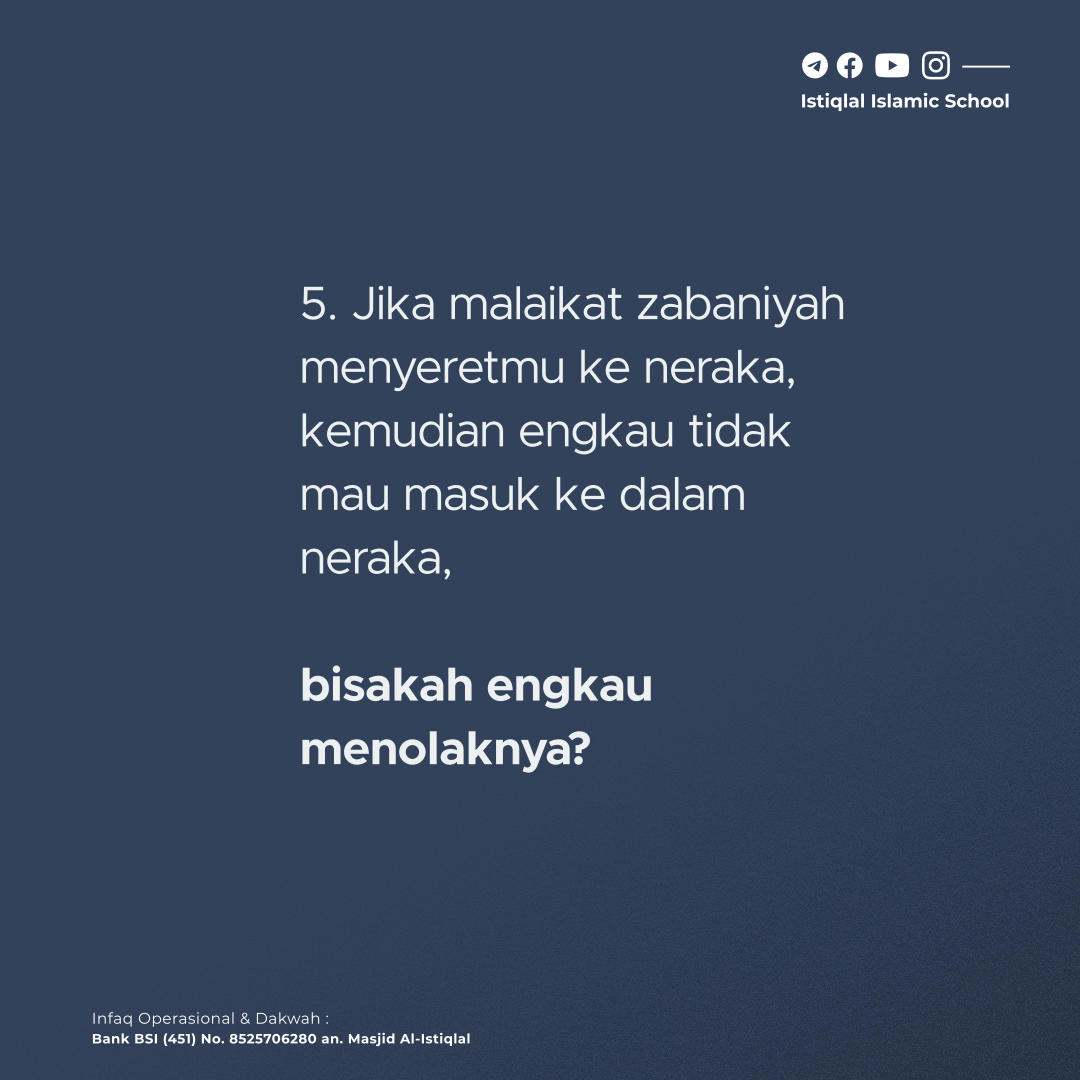 Istiqlal Islamic School
5. Jika malaikat zabaniyah
menyeretmu ke neraka,
kemudian engkau tidak
mau masuk ke dalam
neraka,
bisakah engkau
menolaknya?
Infaq Operasional & Dakwah :
Bank BSI (451) No. 8525706280 an. Masjid Al-Istiqlal